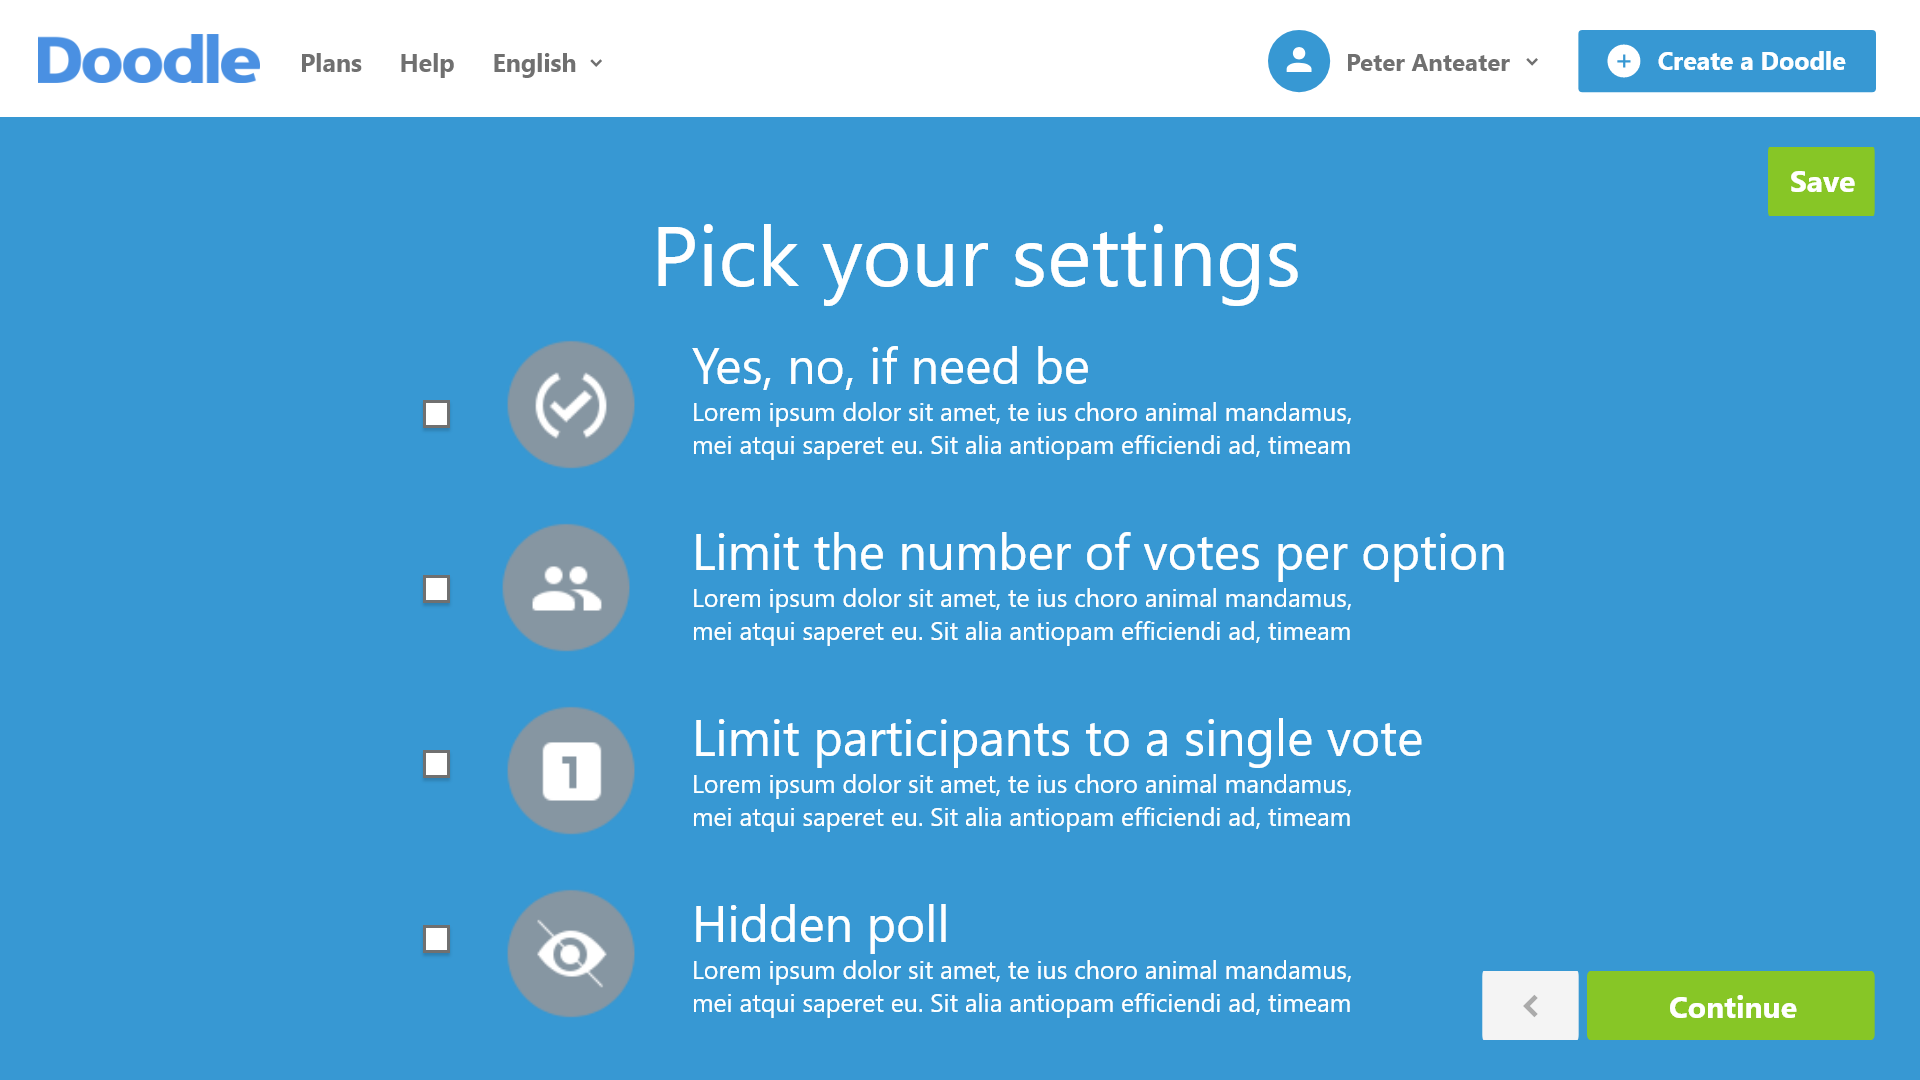 Doodle Plans Help English Peter Anteater Create a Doodle
Save
Pick your settings
Yes, no, if need be
Lorem ipsum dolor sit amet, te ius choro animal mandamus,
mei atqui saperet eu. Sit alia antiopam efficiendi ad, timeam
Limit the number of votes per option
Lorem ipsum dolor sit amet, te ius choro animal mandamus,
mei atqui saperet eu. Sit alia antiopam efficiendi ad, timeam
Limit participants to a single vote
1
Lorem ipsum dolor sit amet, te ius choro animal mandamus,
mei atqui saperet eu. Sit alia antiopam efficiendi ad, timeam
Hidden poll
Lorem ipsum dolor sit amet, te ius choro animal mandamus,
mei atqui saperet eu. Sit alia antiopam efficiendi ad, timeam
Continue